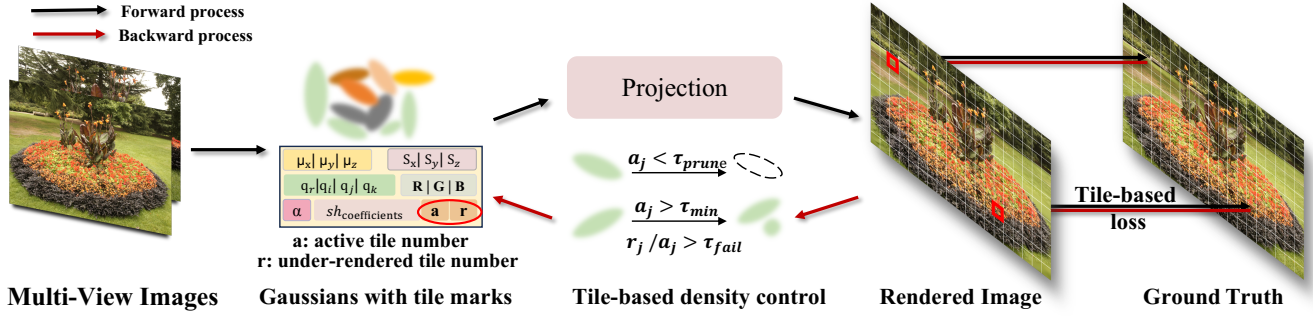 Forward process
Backward process
Projection
μx| μy| μz
Sx| Sy| Sz
qr|qi| qj| qk
R | G | B
α
shcoefficients
a
r
a: active tile number
r: under-rendered tile number
aj < τprune
aj > τmin
rj /aj > τfail
Tile-based
loss
Multi-View Images
Gaussians with tile marks
Tile-based density control
Rendered Image
Ground Truth